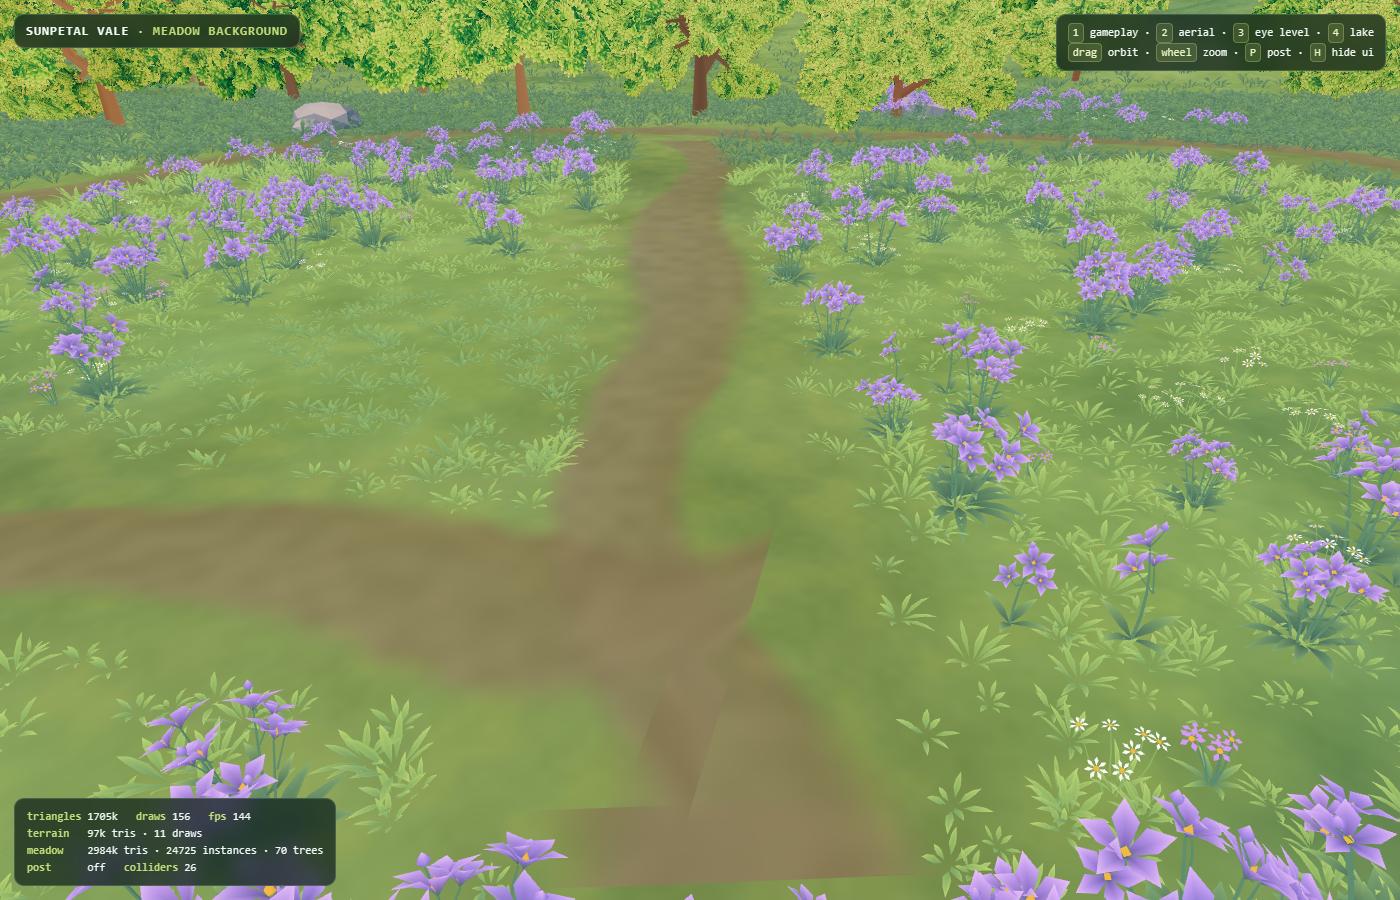 SUNPETAL VALE · MEADOW BACKGROUND
1 gameplay · 2 aerial · 3 eye level · 4 lake
drag orbit · wheel zoom · P post · H hide ui
triangles 1705k draws 156 fps 144
terrain 97k tris · 11 draws
meadow 2984k tris · 24725 instances · 70 trees
post off colliders 26